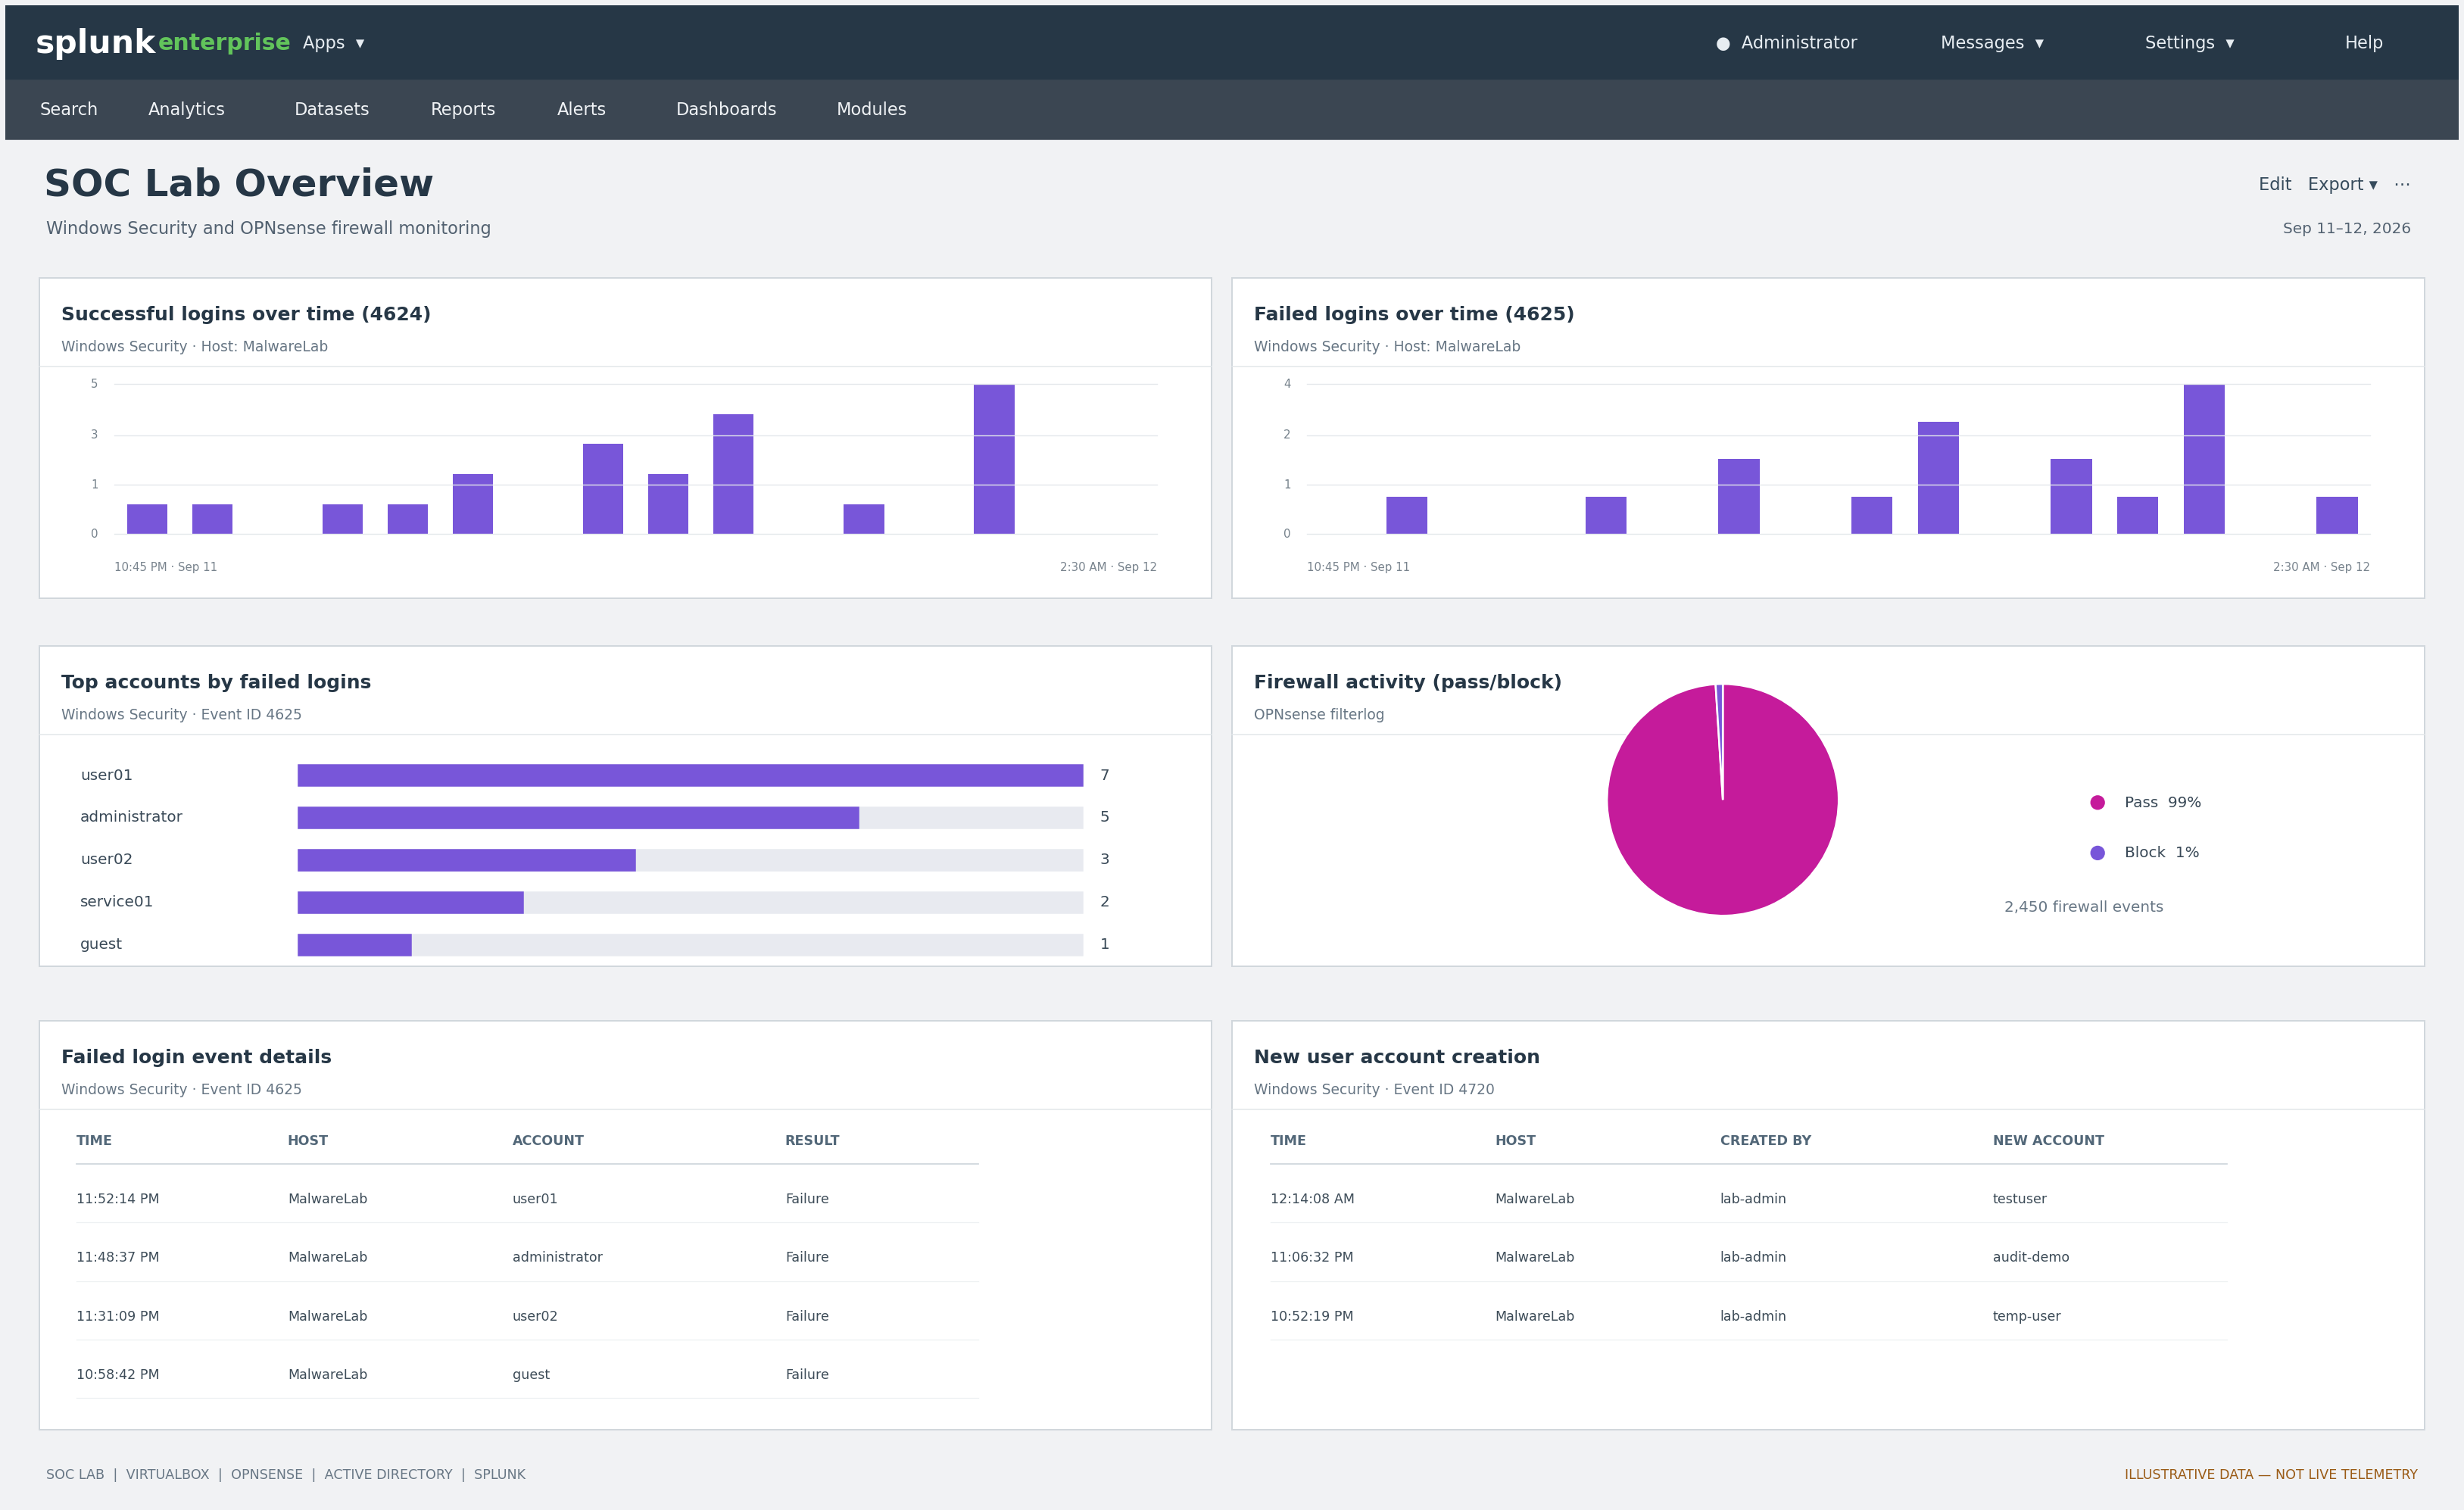 splunk enterprise Apps ▾ ● Administrator Messages ▾ Settings ▾ Help
Search Analytics Datasets Reports Alerts Dashboards Modules
SOC Lab Overview
Edit Export ▾ ···
Windows Security and OPNsense firewall monitoring
Sep 11–12, 2026
Successful logins over time (4624)
Windows Security · Host: MalwareLab
5
3
1
0
10:45 PM · Sep 11 2:30 AM · Sep 12
Failed logins over time (4625)
Windows Security · Host: MalwareLab
4
2
1
0
10:45 PM · Sep 11 2:30 AM · Sep 12
Top accounts by failed logins
Windows Security · Event ID 4625
user01 7
administrator 5
user02 3
service01 2
guest 1
Firewall activity (pass/block)
OPNsense filterlog
Pass 99%
Block 1%
2,450 firewall events
Failed login event details
Windows Security · Event ID 4625
TIME HOST ACCOUNT RESULT
11:52:14 PM MalwareLab user01 Failure
11:48:37 PM MalwareLab administrator Failure
11:31:09 PM MalwareLab user02 Failure
10:58:42 PM MalwareLab guest Failure
New user account creation
Windows Security · Event ID 4720
TIME HOST CREATED BY NEW ACCOUNT
12:14:08 AM MalwareLab lab-admin testuser
11:06:32 PM MalwareLab lab-admin audit-demo
10:52:19 PM MalwareLab lab-admin temp-user
SOC LAB | VIRTUALBOX | OPNSENSE | ACTIVE DIRECTORY | SPLUNK
ILLUSTRATIVE DATA — NOT LIVE TELEMETRY